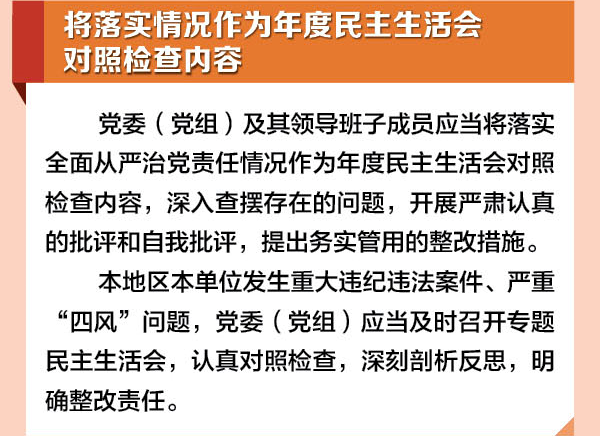 将落实情况作为年度民主生活会
对照检查内容
党委（党组）及其领导班子成员应当将落实
全面从严治党责任情况作为年度民主生活会对照
检查内容，深入查摆存在的问题，开展严肃认真
的批评和自我批评，提出务实管用的整改措施。
本地区本单位发生重大违纪违法案件、严重
“四风”问题，党委（党组）应当及时召开专题
民主生活会，认真对照检查，深刻剖析反思，明
确整改责任。